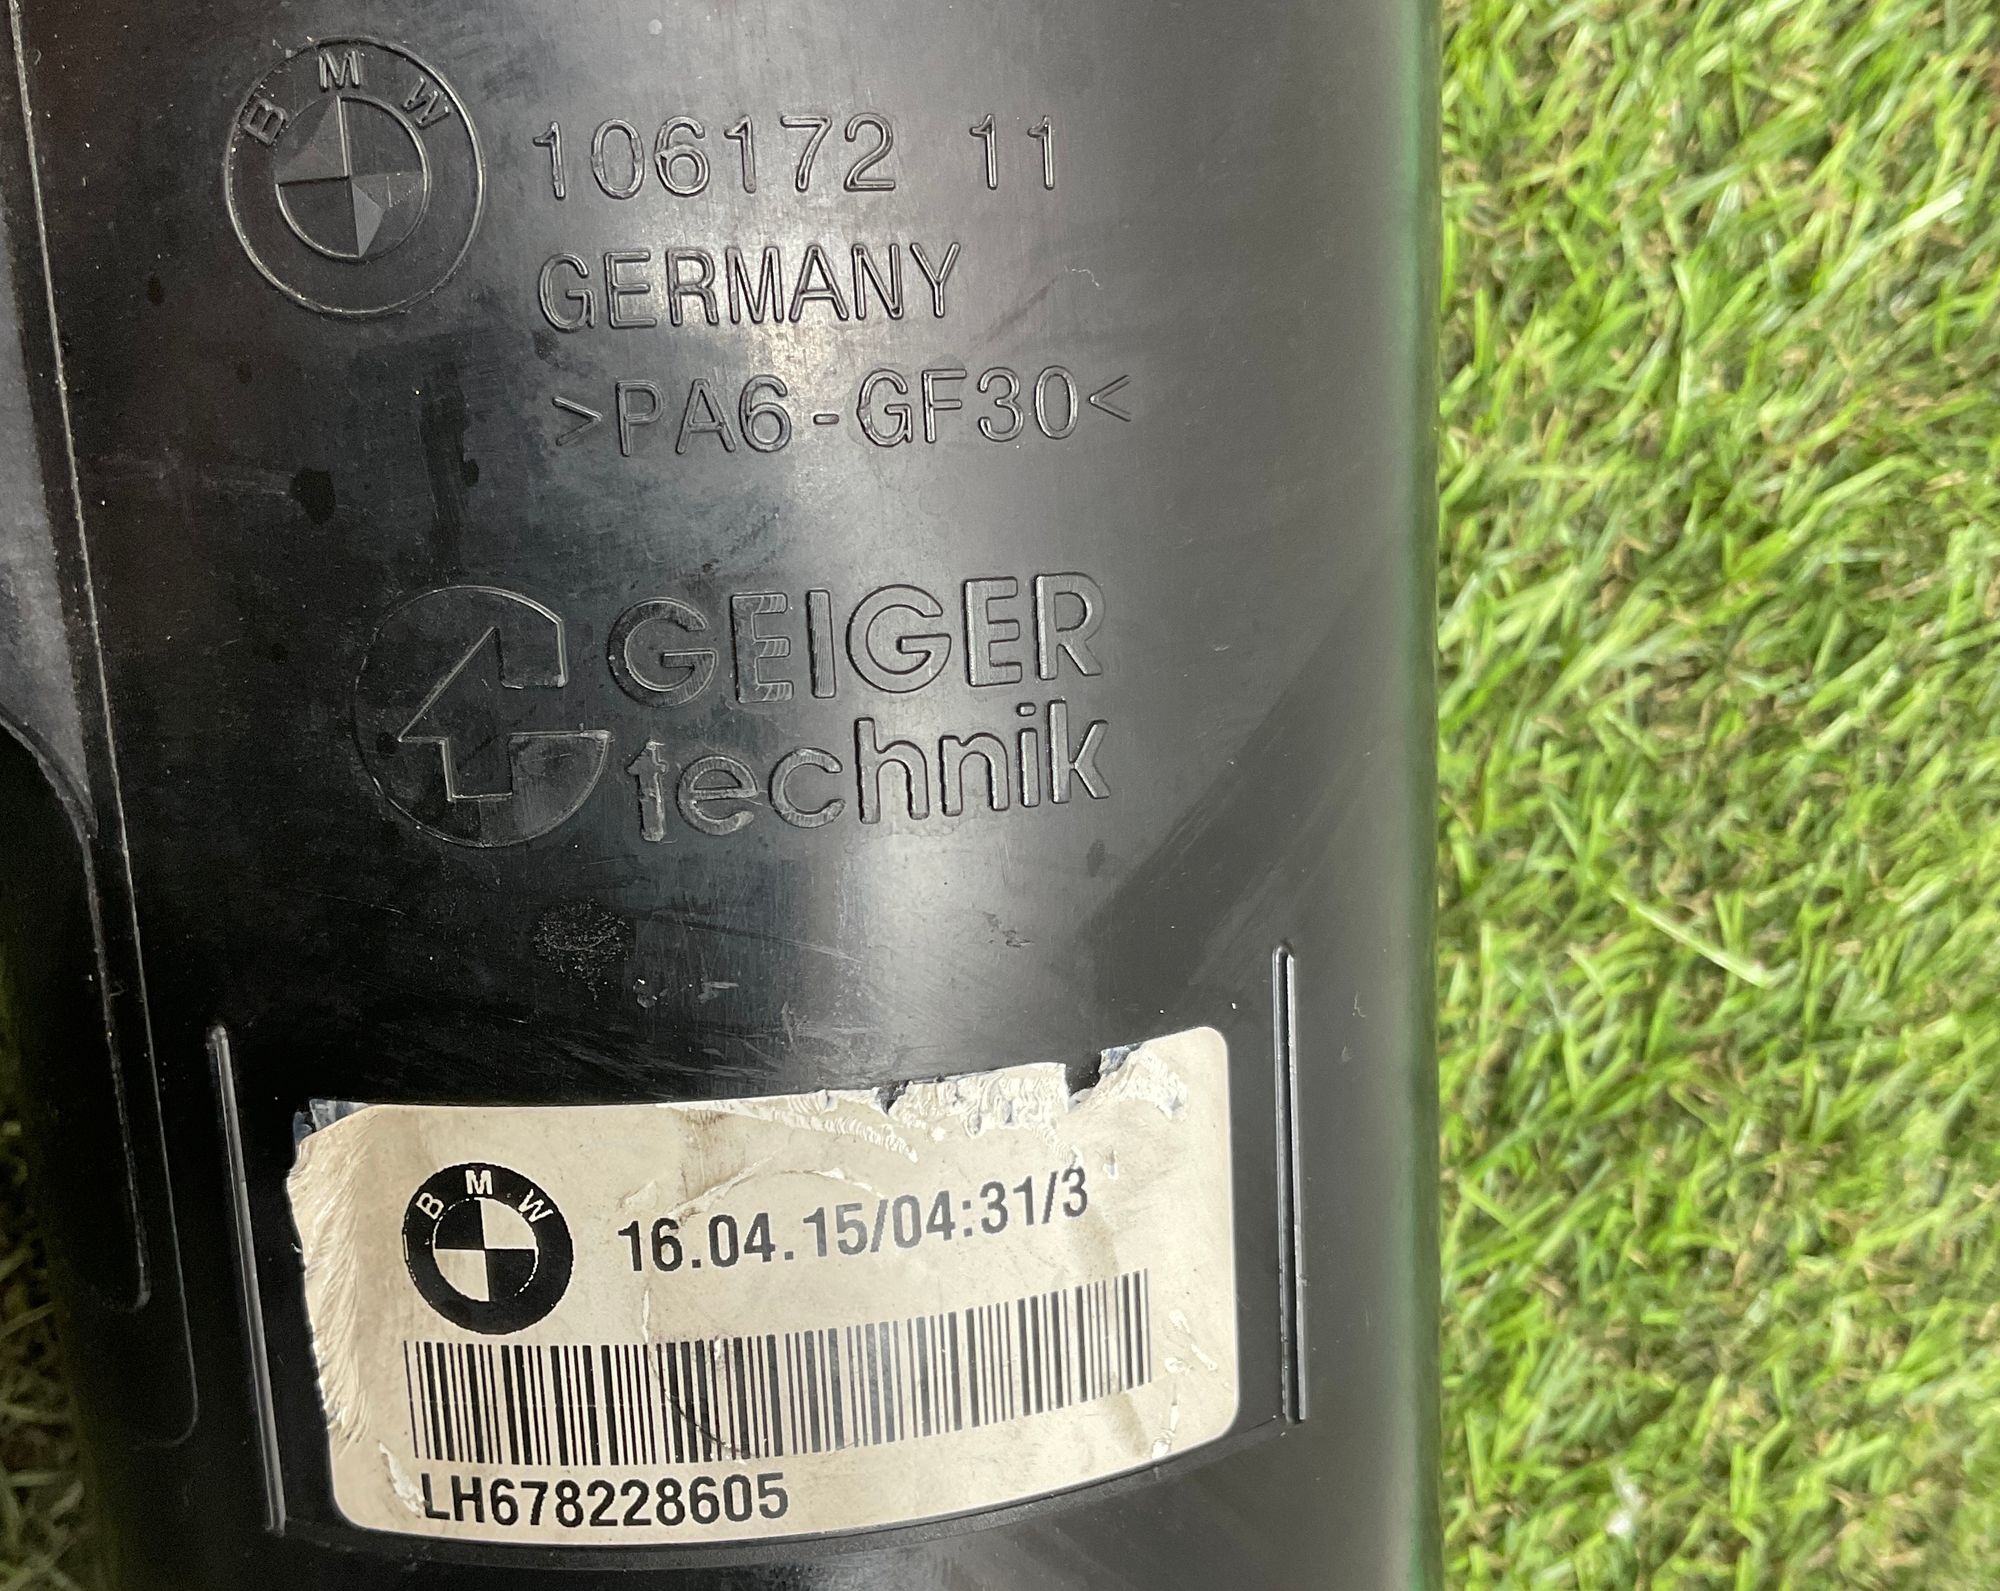 BMW
106172 11
GERMANY
>PA6-GF30<
GEIGER
technik
BMW
16.04.15/04:31/3
LH678228605